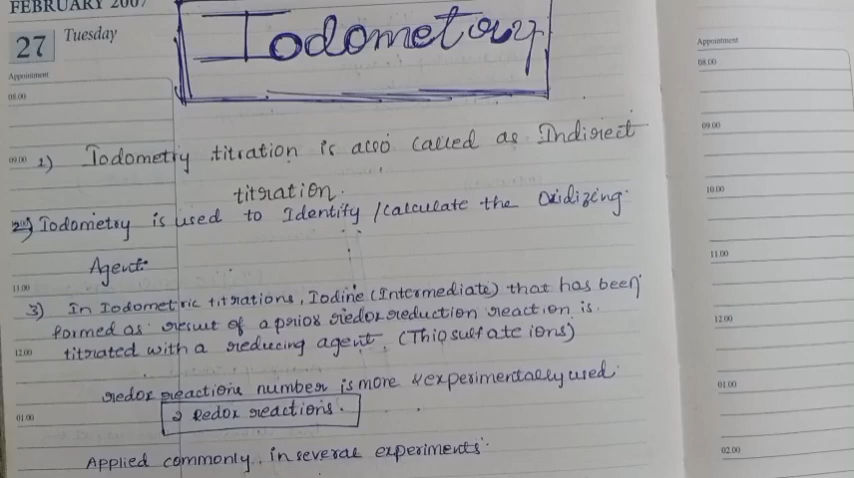 FEBRUARY 2007
27 Tuesday
Iodometry
Appointment
08.00
09.00 1) Iodometry titration is also called as Indirect
titration.
2) Iodometry is used to Identify / calculate the Oxidizing
Agent.
11.00
3) In Iodometric titrations, Iodine (Intermediate) that has been
formed as result of a prior redox reduction reaction is
12.00 titrated with a reducing agent. (Thiosulfate ions)
redox reactions number is more & experimentally used.
01.00 2 Redox reactions.
Applied commonly in several experiments.
Appointment
08.00
09.00
10.00
11.00
12.00
01.00
02.00